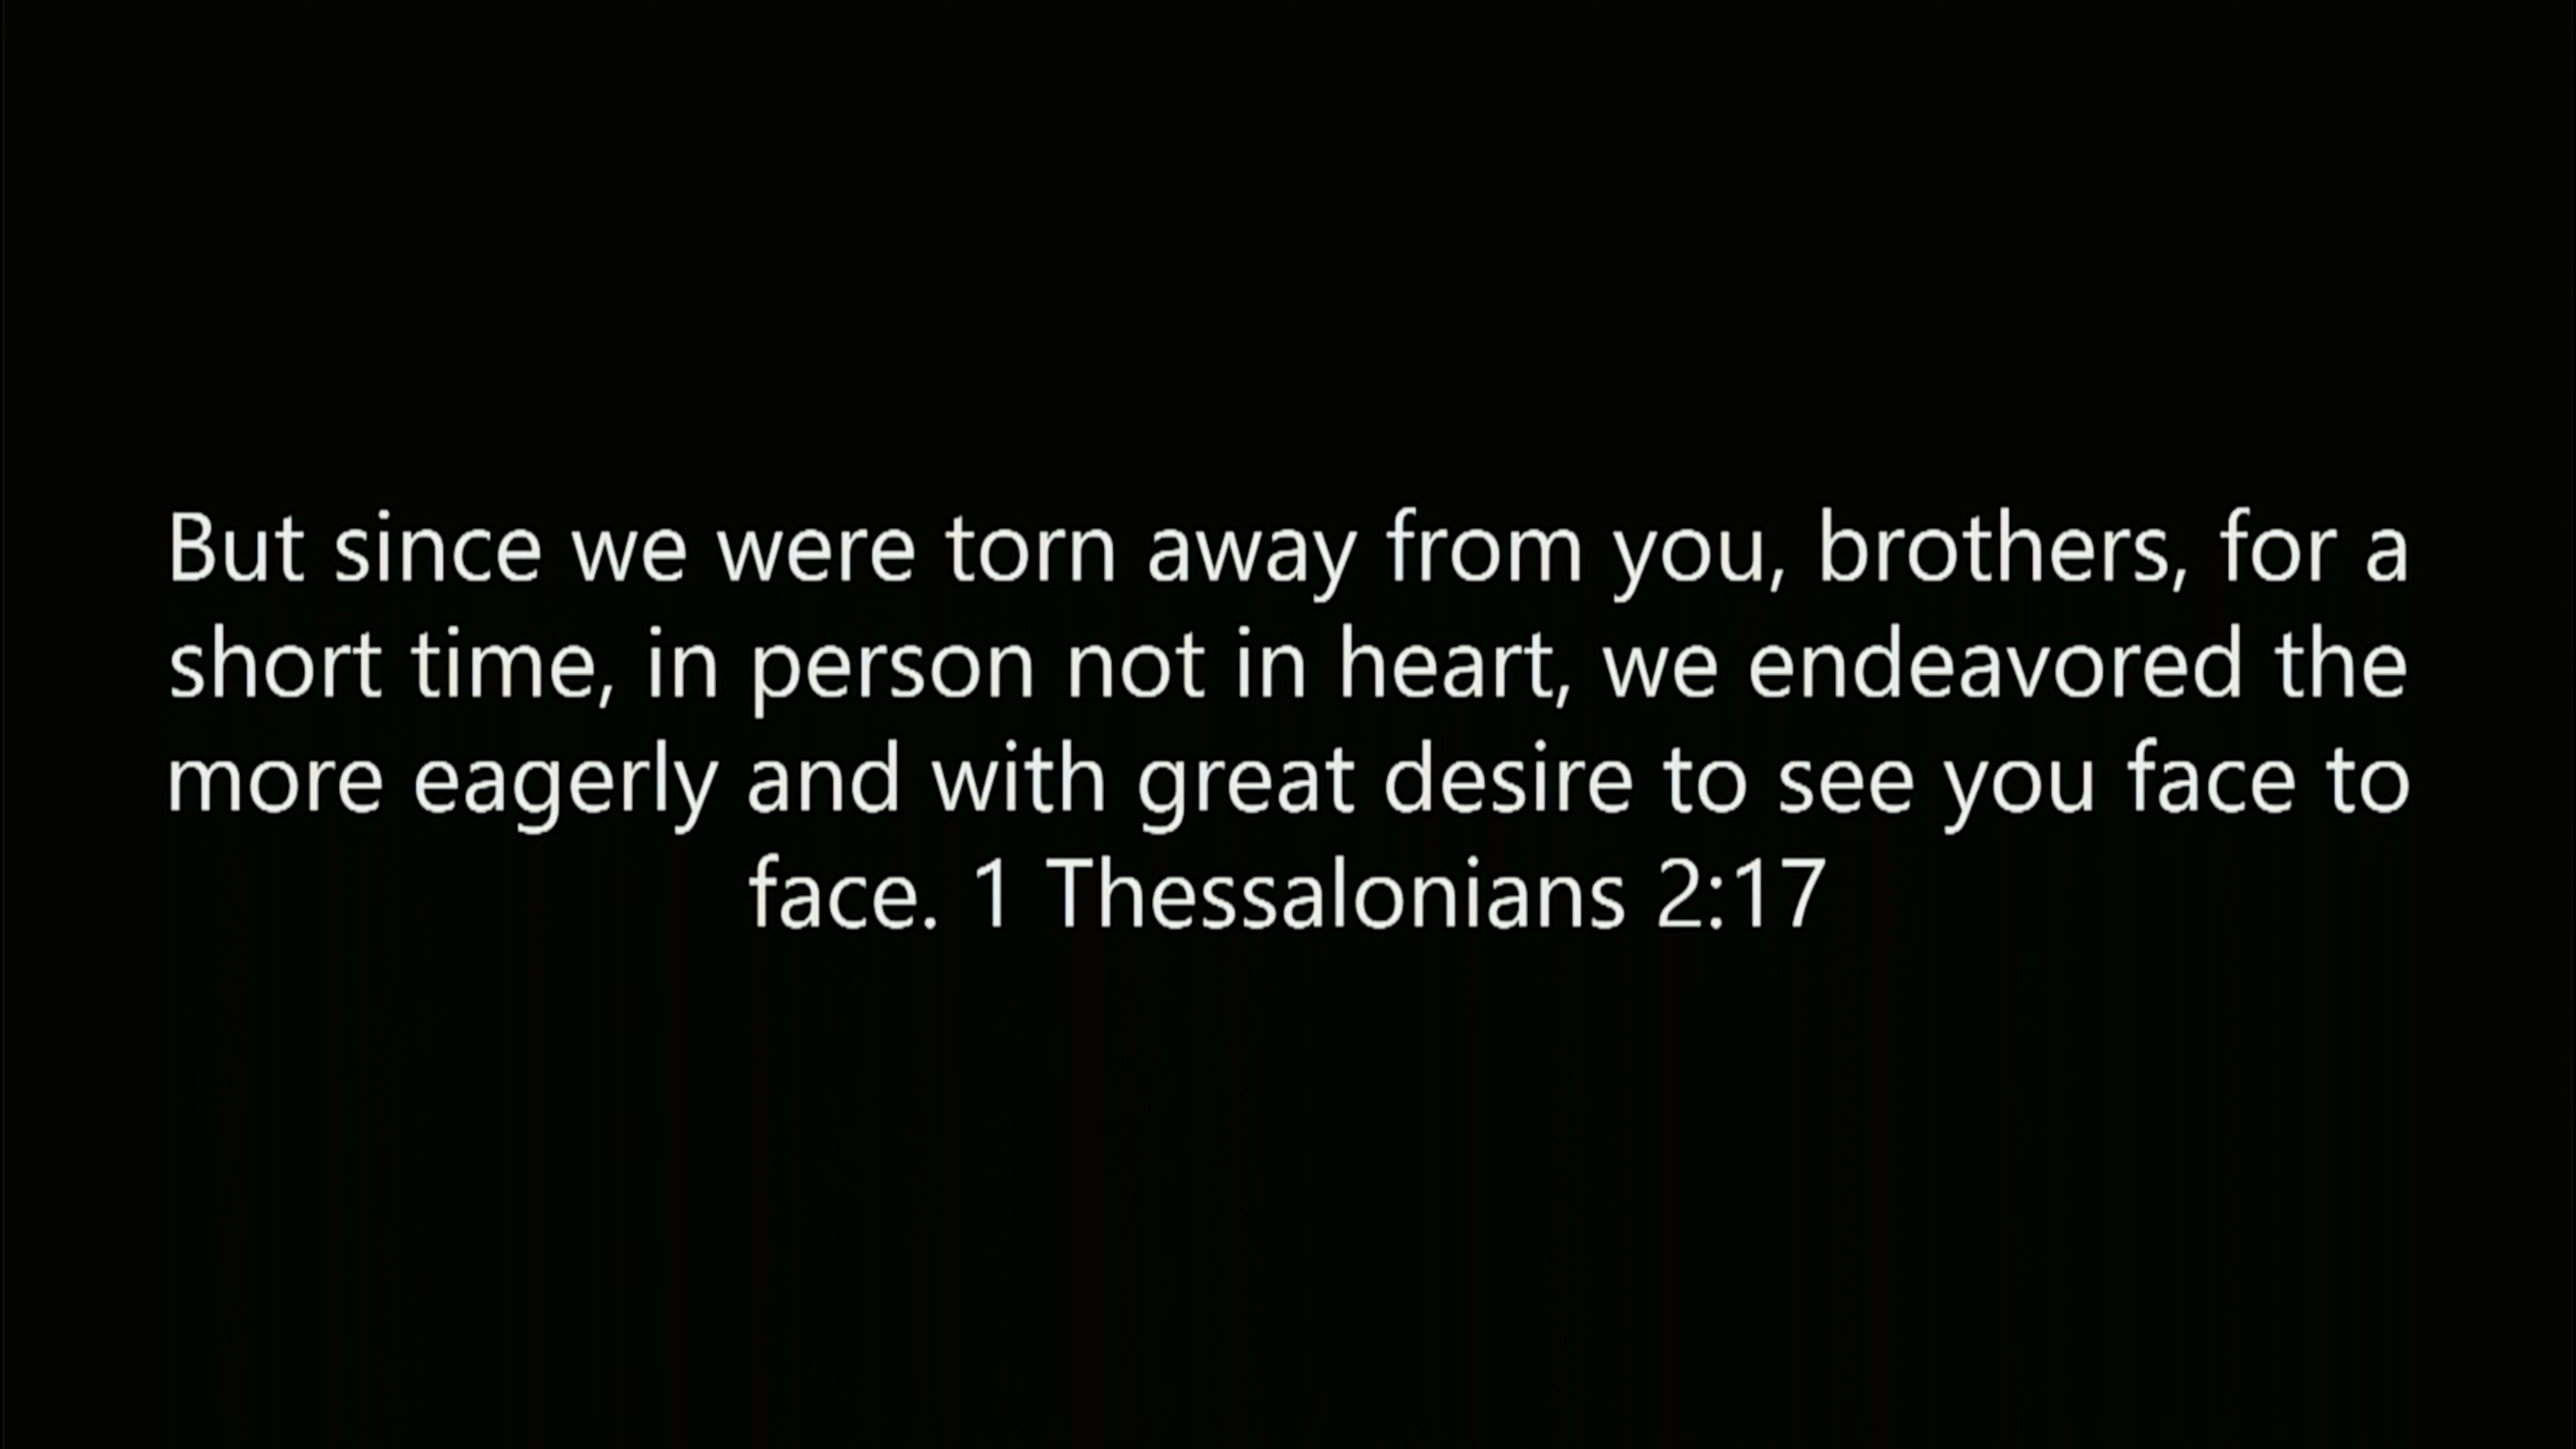 But since we were torn away from you, brothers, for a
short time, in person not in heart, we endeavored the
more eagerly and with great desire to see you face to
face. 1 Thessalonians 2:17